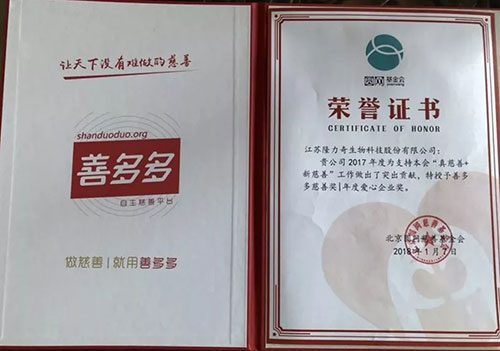 让天下没有难做的慈善
shanduoduo.org
善多多
自主慈善平台
做慈善|就用善多多
基金会
荣誉证书
CERTIFICATE OF HONOR
江苏隆力奇生物科技股份有限公司:
贵公司2017年度为支持本会“真慈善+
新慈善”工作做出了突出贡献,特授予善多
多慈善奖|年度爱心企业奖。
2018年1月7日